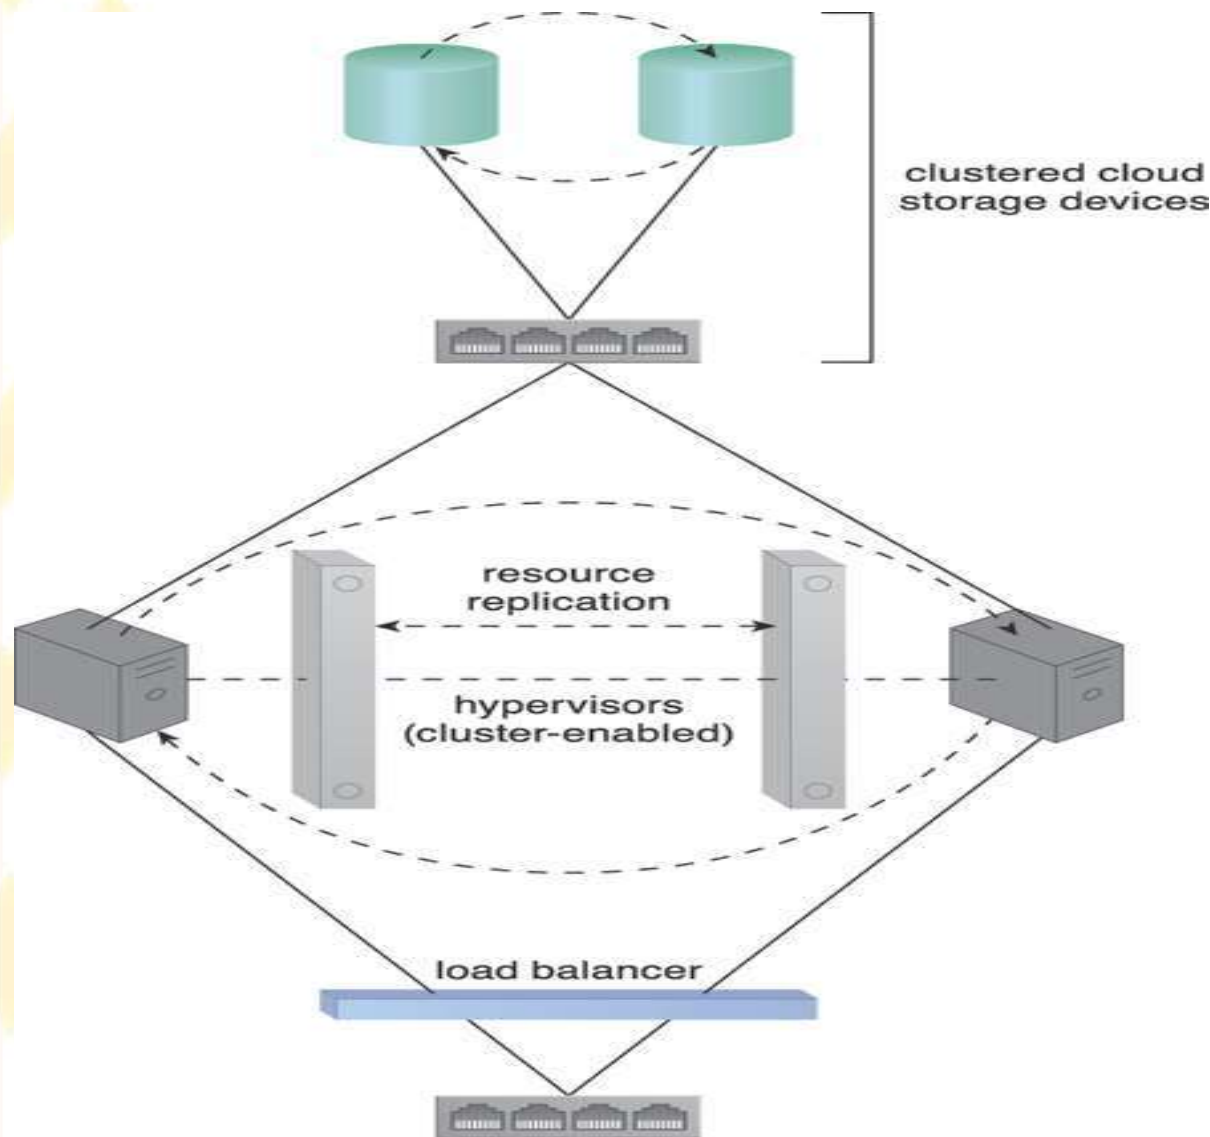 clustered cloud
storage devices
resource
replication
hypervisors
(cluster-enabled)
load balancer